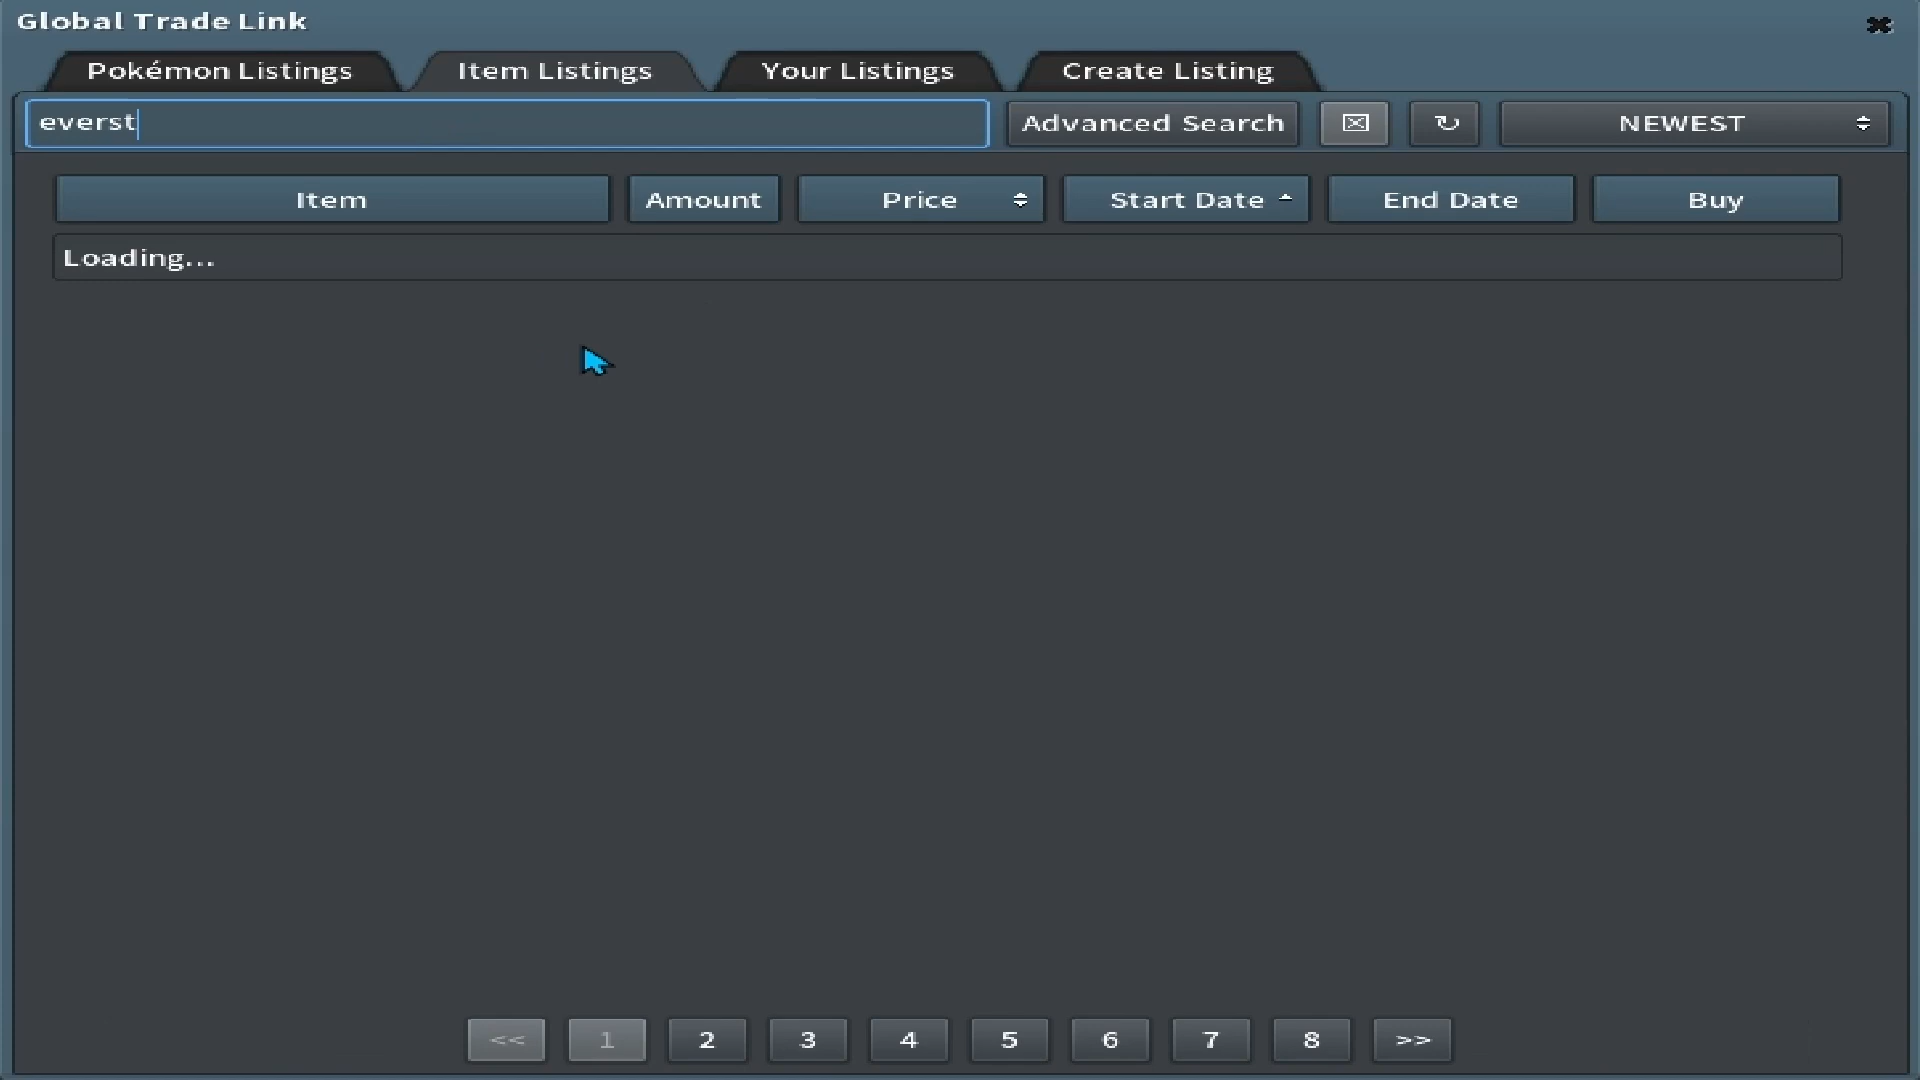 Global Trade Link
Pokémon Listings
Item Listings
Your Listings
Create Listing
everst
Advanced Search
NEWEST
Item
Amount
Price
Start Date
End Date
Buy
Loading...
<< 1 2 3 4 5 6 7 8 >>